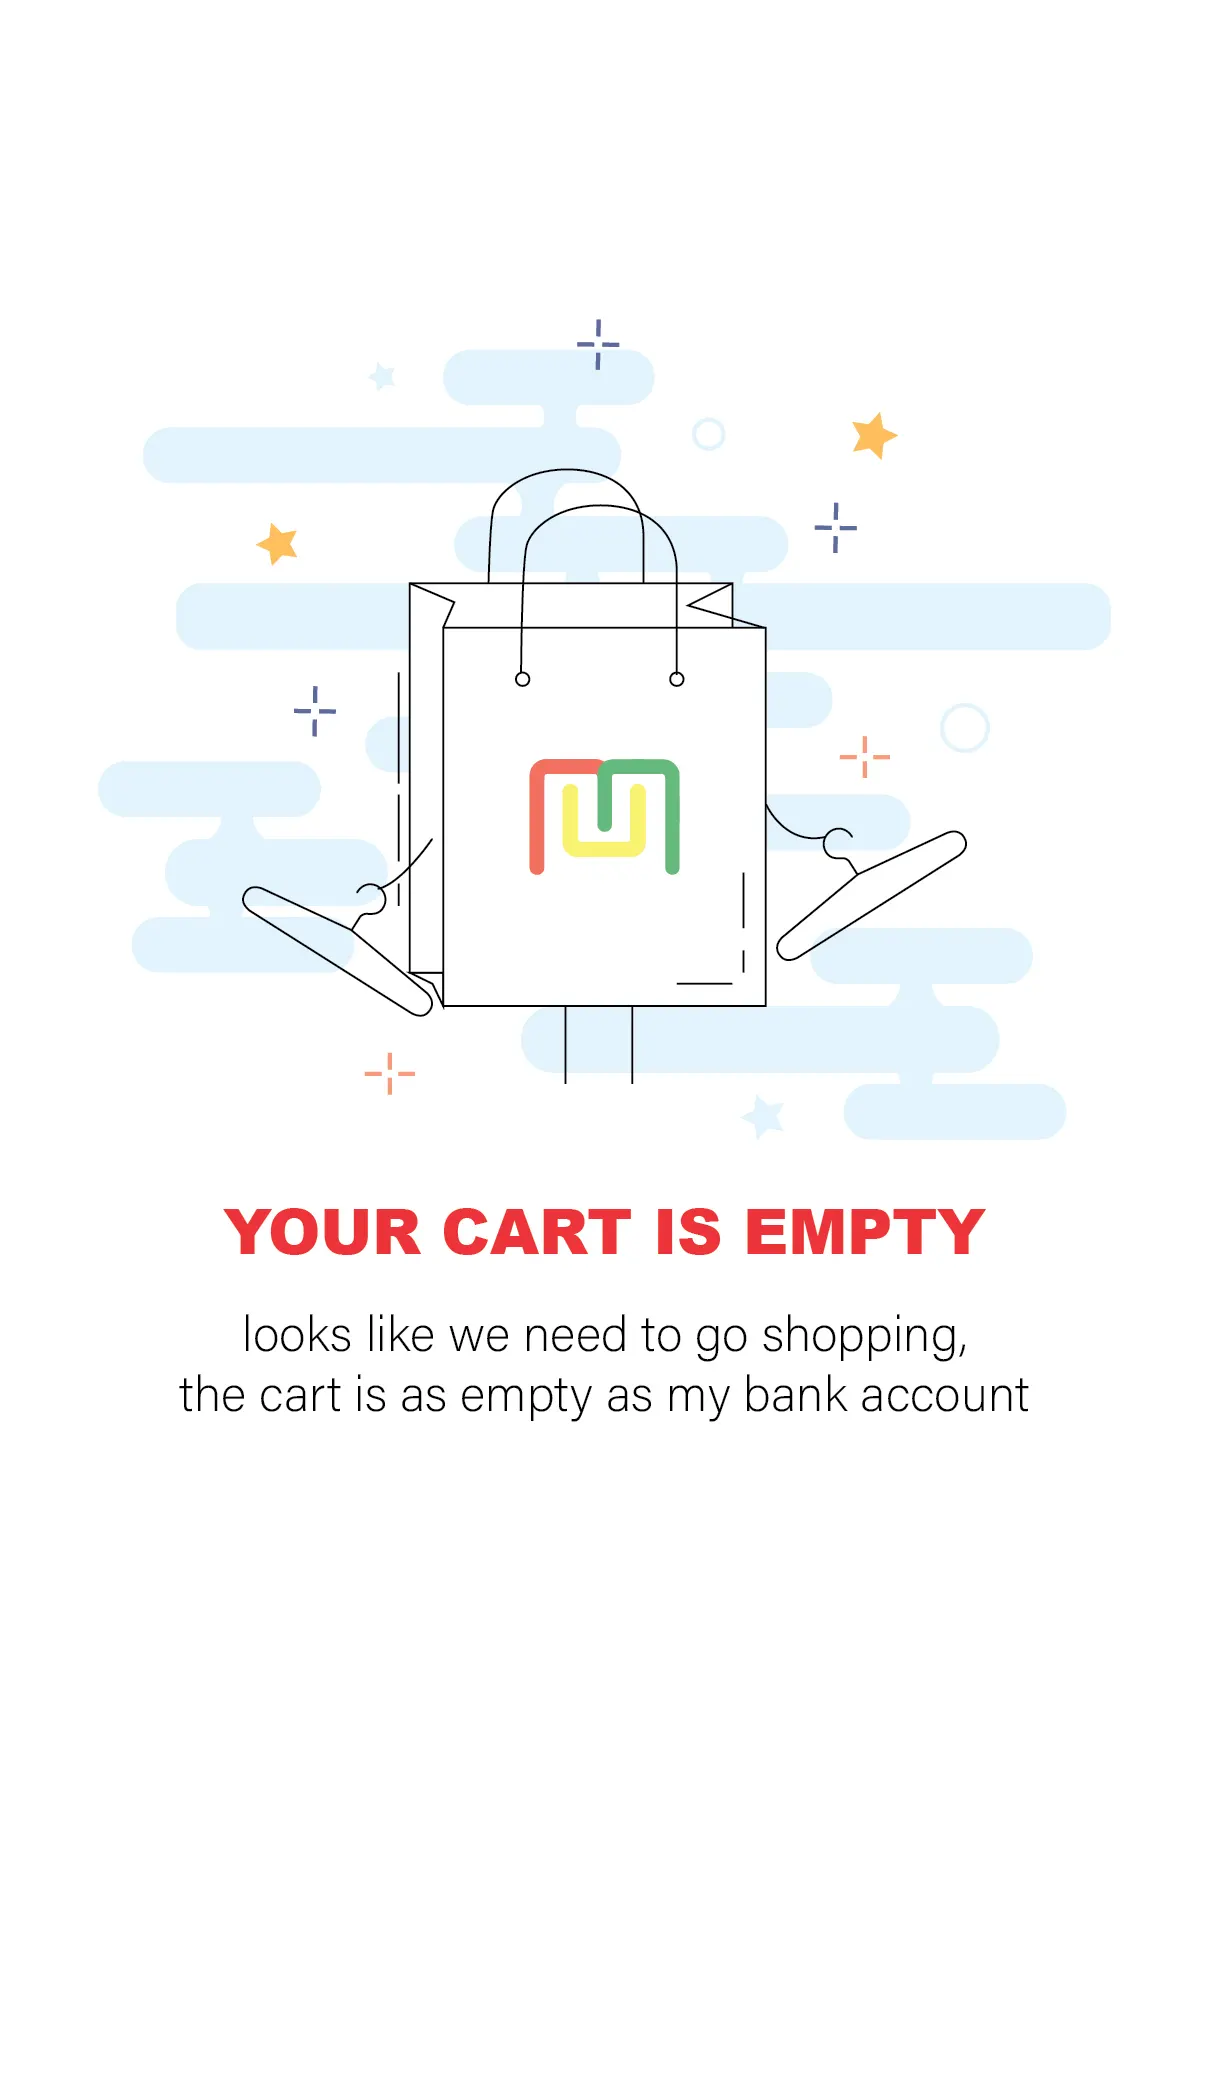 YOUR CART IS EMPTY
looks like we need to go shopping,
the cart is as empty as my bank account